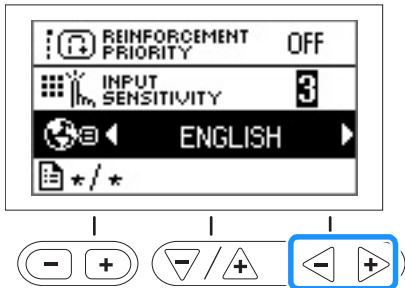 REINFORCEMENT
PRIORITY OFF
INPUT
SENSITIVITY 3
ENGLISH
*/*
- + / + - +